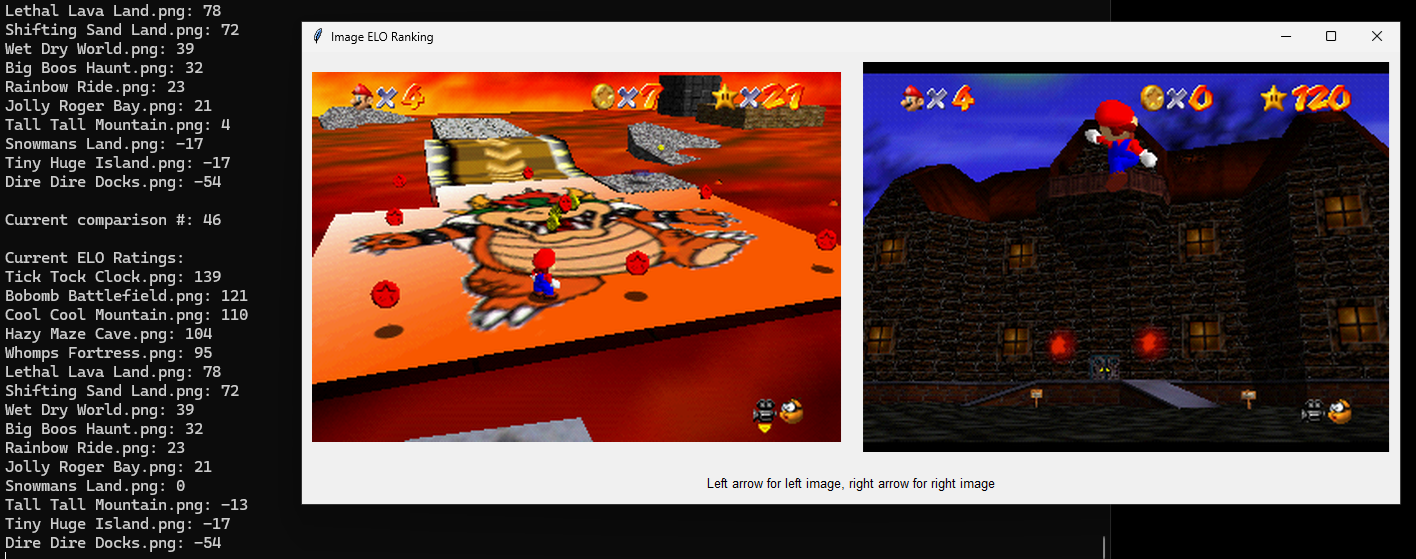 Lethal Lava Land.png: 78
Shifting Sand Land.png: 72
Wet Dry World.png: 39
Big Boos Haunt.png: 32
Rainbow Ride.png: 23
Jolly Roger Bay.png: 21
Tall Tall Mountain.png: 4
Snowmans Land.png: -17
Tiny Huge Island.png: -17
Dire Dire Docks.png: -54
Current comparison #: 46
Current ELO Ratings:
Tick Tock Clock.png: 139
Bobomb Battlefield.png: 121
Cool Cool Mountain.png: 110
Hazy Maze Cave.png: 104
Whomps Fortress.png: 95
Lethal Lava Land.png: 78
Shifting Sand Land.png: 72
Wet Dry World.png: 39
Big Boos Haunt.png: 32
Rainbow Ride.png: 23
Jolly Roger Bay.png: 21
Snowmans Land.png: 0
Tall Tall Mountain.png: -13
Tiny Huge Island.png: -17
Dire Dire Docks.png: -54
Image ELO Ranking
×4 ×7 ×21
×4 ×0 120
Left arrow for left image, right arrow for right image